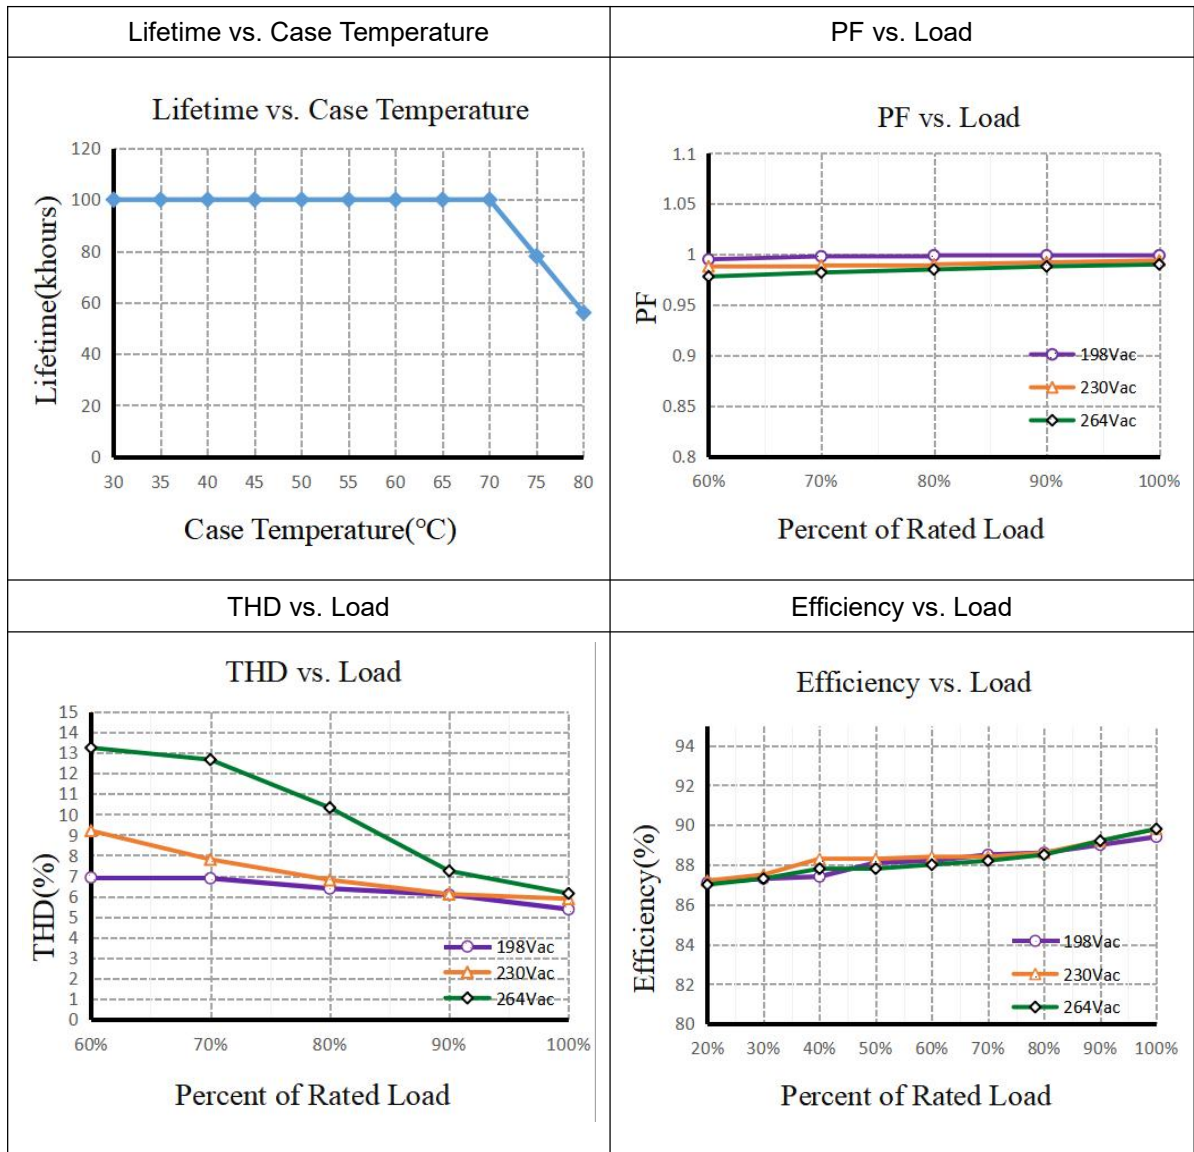 Lifetime vs. Case Temperature
PF vs. Load
Lifetime vs. Case Temperature
120
100
80
60
40
20
0
Lifetime(khours)
30 35 40 45 50 55 60 65 70 75 80
Case Temperature(°C)
PF vs. Load
1.1
1.05
1
0.95
0.9
0.85
0.8
PF
198Vac
230Vac
264Vac
60% 70% 80% 90% 100%
Percent of Rated Load
THD vs. Load
Efficiency vs. Load
THD vs. Load
15
14
13
12
11
10
9
8
7
6
5
4
3
2
1
0
THD(%)
198Vac
230Vac
264Vac
60% 70% 80% 90% 100%
Percent of Rated Load
Efficiency vs. Load
94
92
90
88
86
84
82
80
Efficiency(%)
198Vac
230Vac
264Vac
20% 30% 40% 50% 60% 70% 80% 90% 100%
Percent of Rated Load